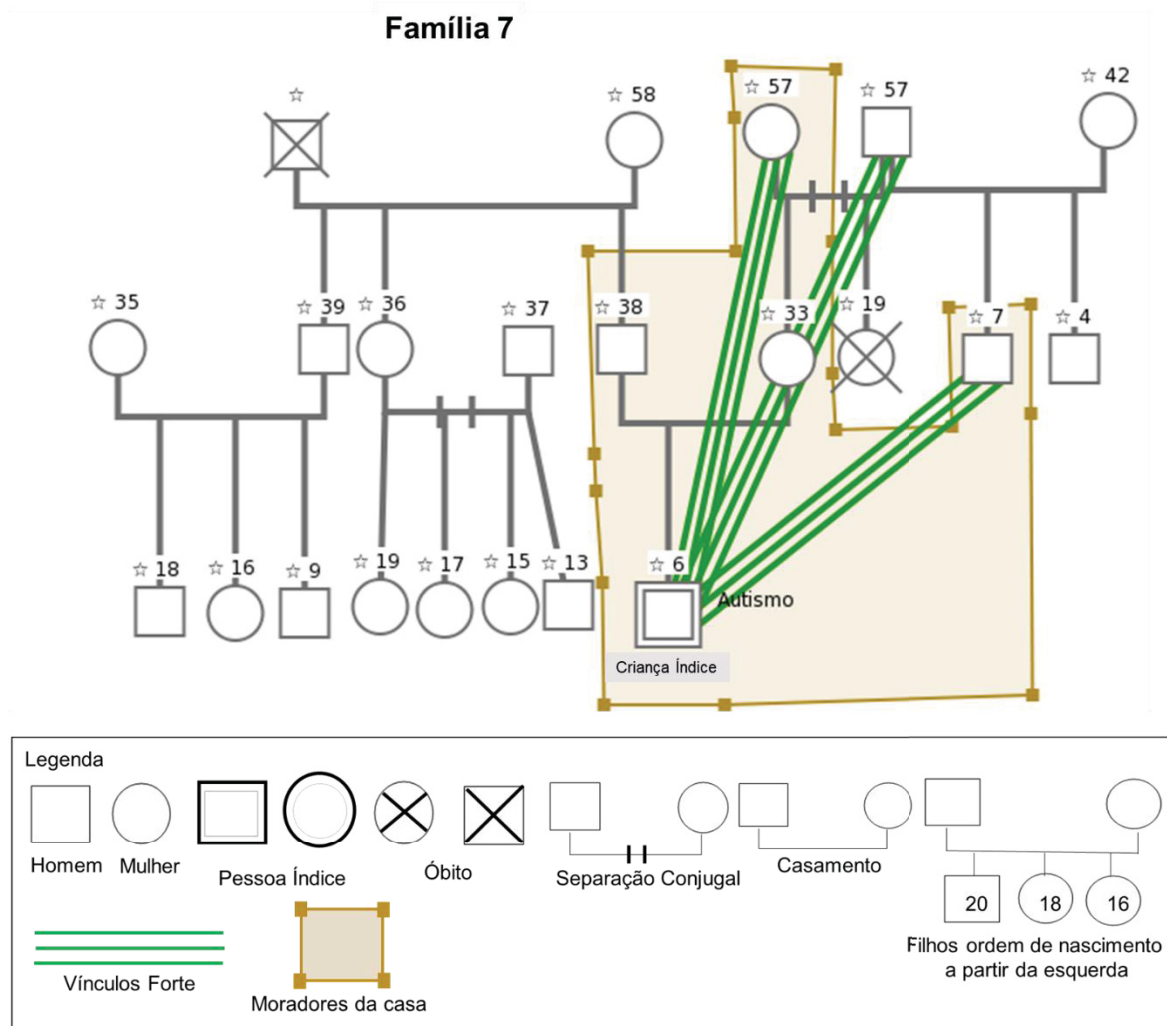 Família 7
☆
☆ 58
☆ 57
☆ 57
☆ 42
☆ 35
☆ 39
☆ 36
☆ 37
☆ 38
☆ 33
☆ 19
☆ 7
☆ 4
☆ 18
☆ 16
☆ 9
☆ 19
☆ 17
☆ 15
☆ 13
☆ 6
Autismo
Criança Índice
Legenda
Homem
Mulher
Pessoa Índice
Óbito
Separação Conjugal
Casamento
20
18
16
Filhos ordem de nascimento
a partir da esquerda
Vínculos Forte
Moradores da casa